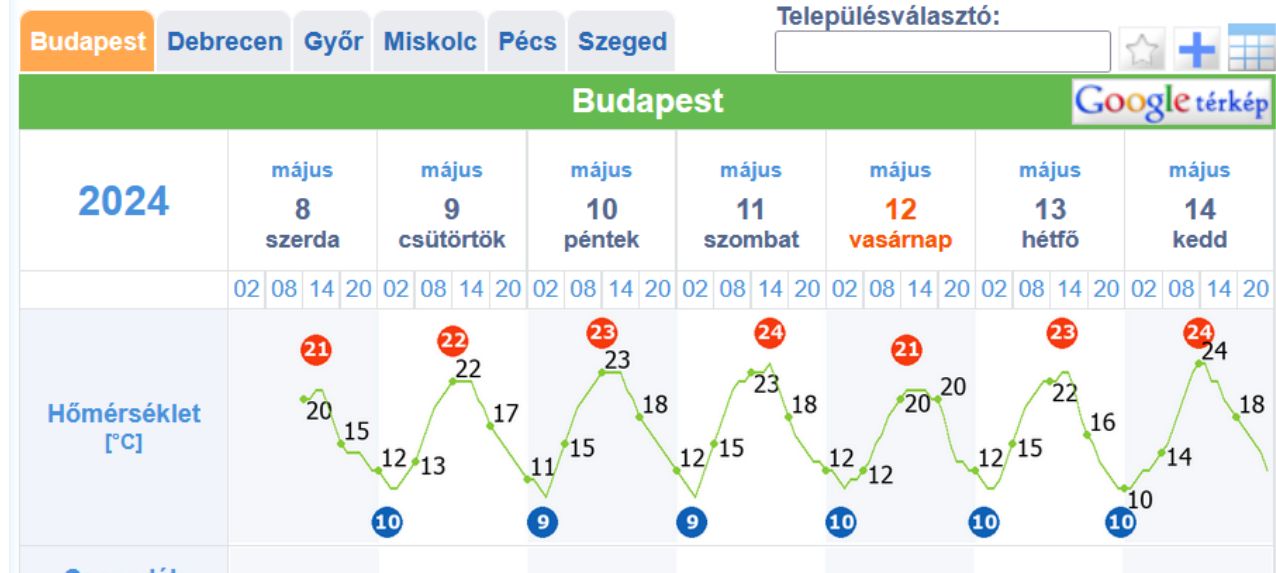 Településválasztó:
Budapest Debrecen Győr Miskolc Pécs Szeged
Budapest Google térkép
2024
május május május május május május május
8 9 10 11 12 13 14
szerda csütörtök péntek szombat vasárnap hétfő kedd
02 08 14 20 02 08 14 20 02 08 14 20 02 08 14 20 02 08 14 20 02 08 14 20 02 08 14 20
21 22 23 24 21 23 24
Hőmérséklet
[°C]
20 15 12 13 22 17 11 15 23 18 12 15 23 18 12 12 20 20 12 15 22 16 10 14 24 18
10 9 9 10 10 10